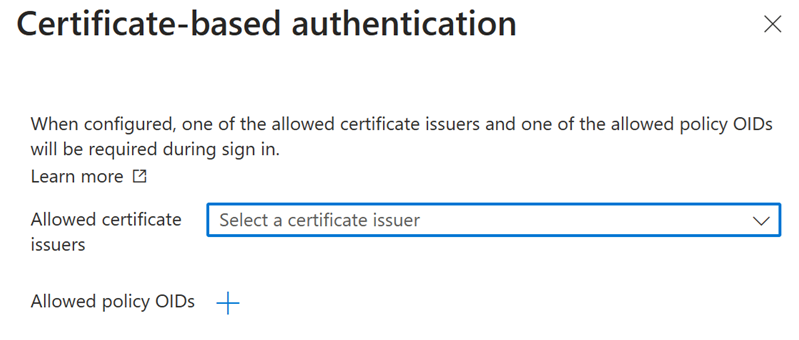 Certificate-based authentication
When configured, one of the allowed certificate issuers and one of the allowed policy OIDs
will be required during sign in.
Learn more
Allowed certificate
issuers
Select a certificate issuer
Allowed policy OIDs